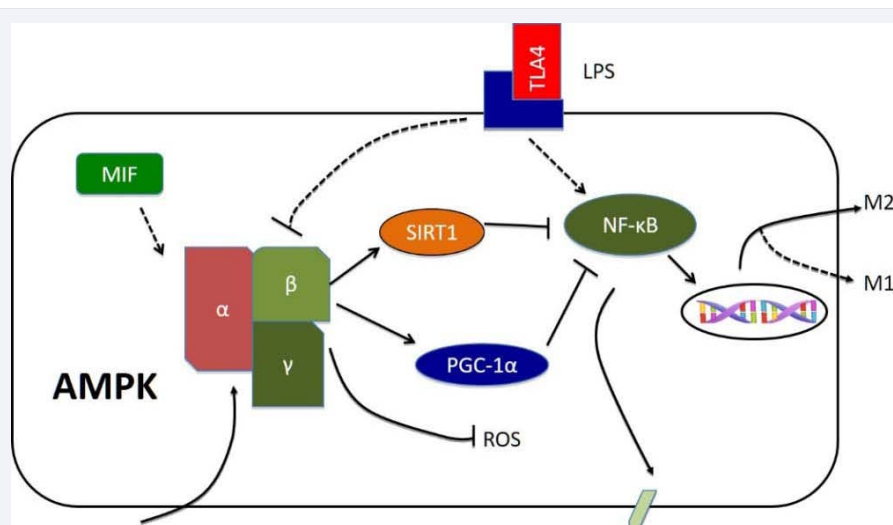 TLA4
LPS
MIF
SIRT1
NF-κB
M2
M1
α
β
γ
PGC-1α
AMPK
ROS